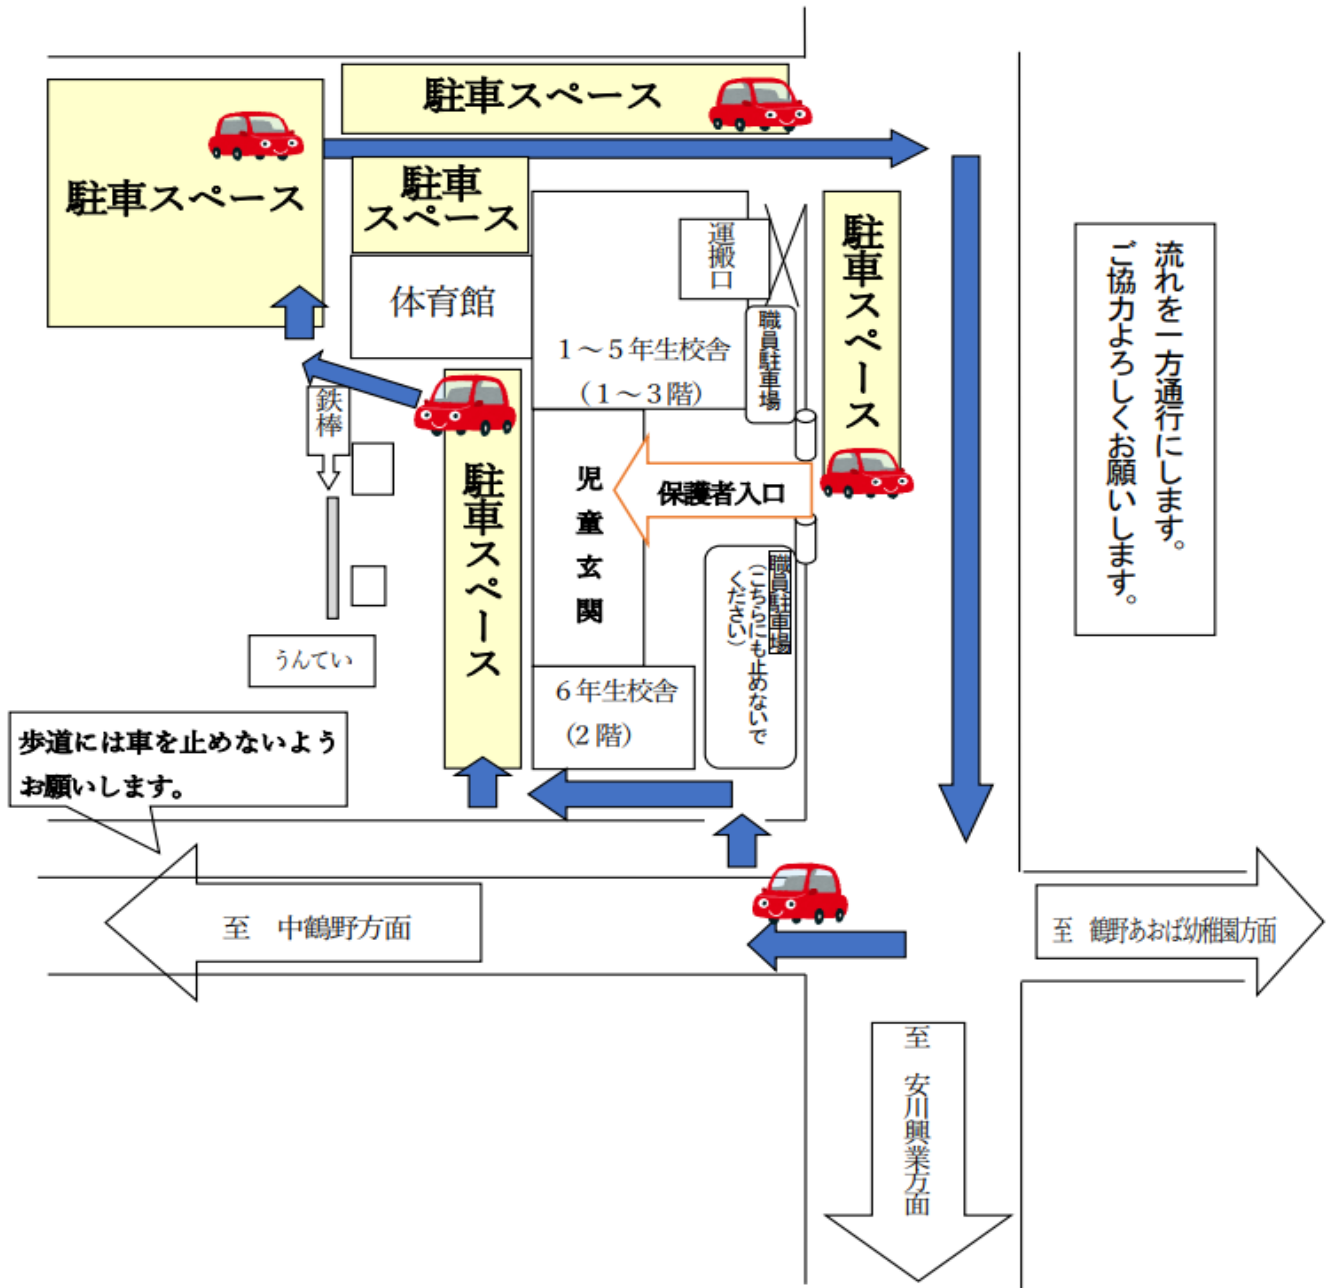 駐車スペース
駐車スペース
駐車
スペース
駐車スペース
運搬口
体育館
職員駐車場
1～5年生校舎
（1～3階）
流れを一方通行にします。
ご協力よろしくお願いします。
鉄棒
駐車スペース
児童玄関
保護者入口
職員駐車場
（こちらにも止めないで
ください）
うんてい
6年生校舎
（2階）
歩道には車を止めないよう
お願いします。
至　中鶴野方面
至　鶴野あおば幼稚園方面
至　安川興業方面